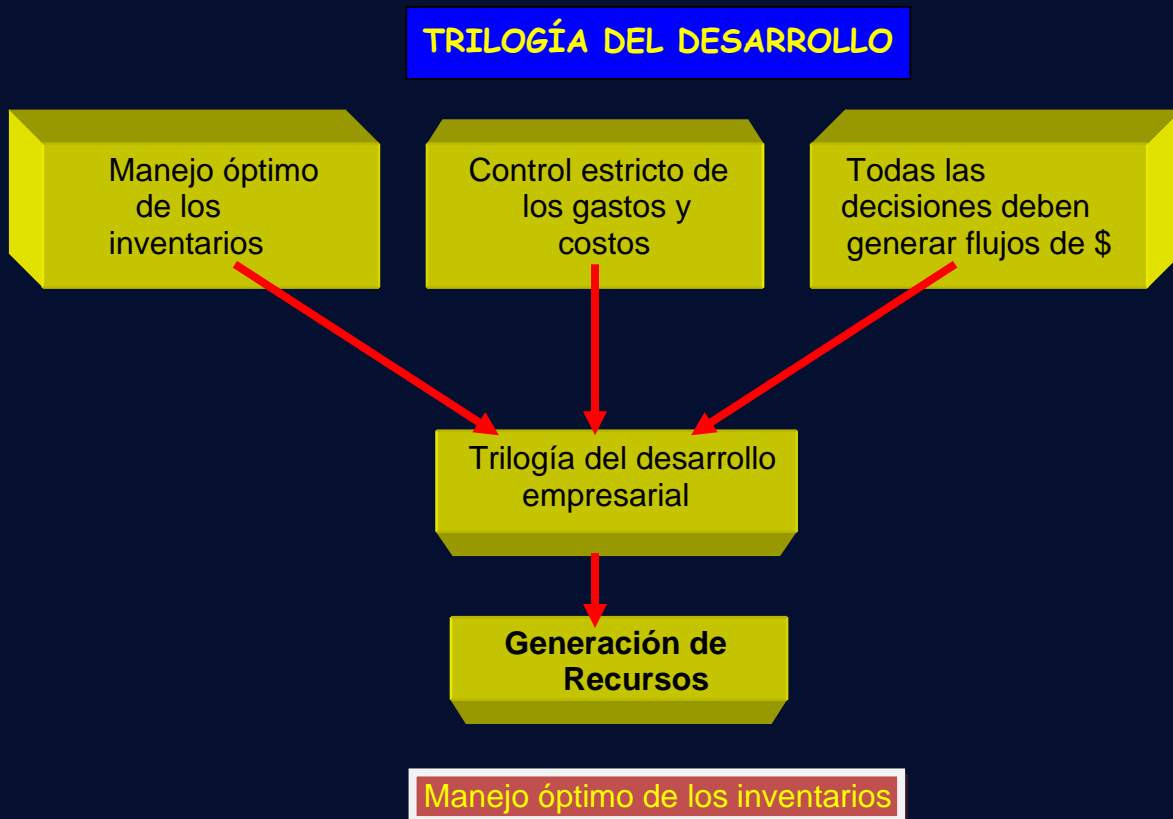 TRILOGÍA DEL DESARROLLO
Manejo óptimo
de los
inventarios
Control estricto de
los gastos y
costos
Todas las
decisiones deben
generar flujos de $
Trilogía del desarrollo
empresarial
Generación de
Recursos
Manejo óptimo de los inventarios